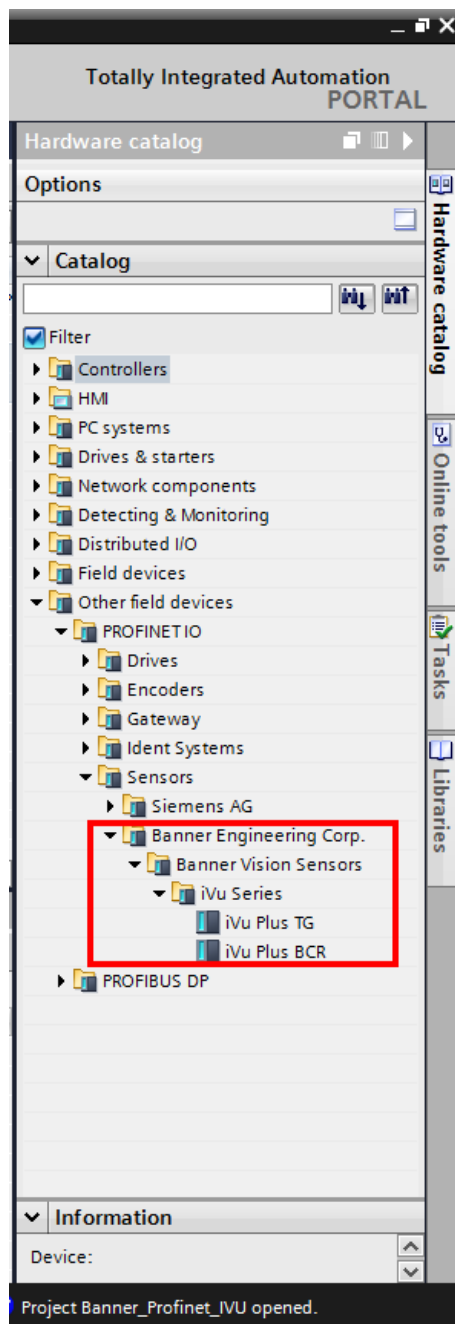 Totally Integrated Automation
PORTAL
Hardware catalog
Options
Catalog
Filter
Controllers
HMI
PC systems
Drives & starters
Network components
Detecting & Monitoring
Distributed I/O
Field devices
Other field devices
PROFINET IO
Drives
Encoders
Gateway
Ident Systems
Sensors
Siemens AG
Banner Engineering Corp.
Banner Vision Sensors
iVu Series
iVu Plus TG
iVu Plus BCR
PROFIBUS DP
Information
Device:
Project Banner_Profinet_IVU opened.
Hardware catalog
Online tools
Tasks
Libraries